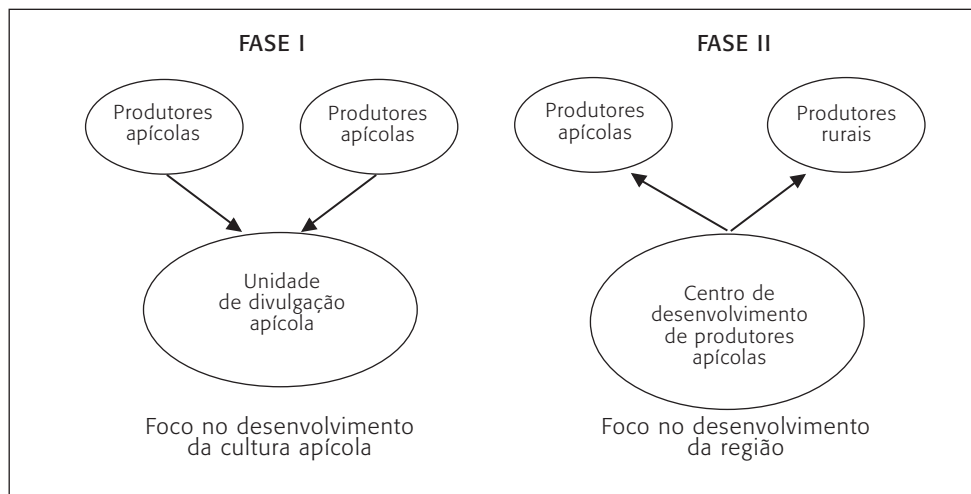 FASE I
Produtores
apícolas
Produtores
apícolas
Unidade
de divulgação
apícola
Foco no desenvolvimento
da cultura apícola
FASE II
Produtores
apícolas
Produtores
rurais
Centro de
desenvolvimento
de produtores
apícolas
Foco no desenvolvimento
da região